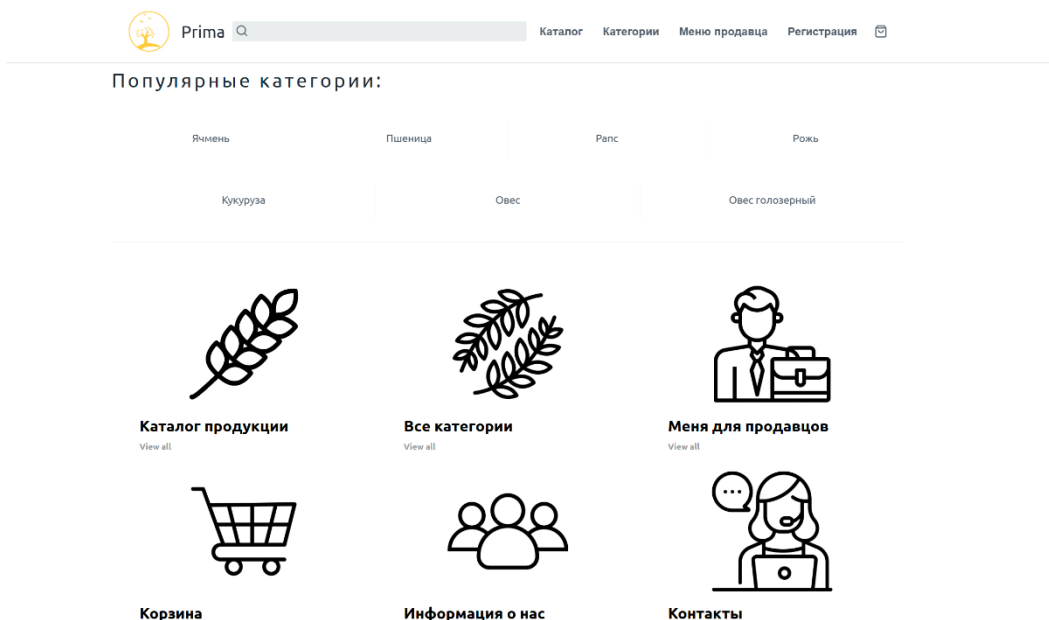 Prima Каталог Категории Меню продавца Регистрация
Популярные категории:
Ячмень Пшеница Рапс Рожь
Кукуруза Овес Овес голозерный
Каталог продукции Все категории Меня для продавцов
View all View all View all
Корзина Информация о нас Контакты